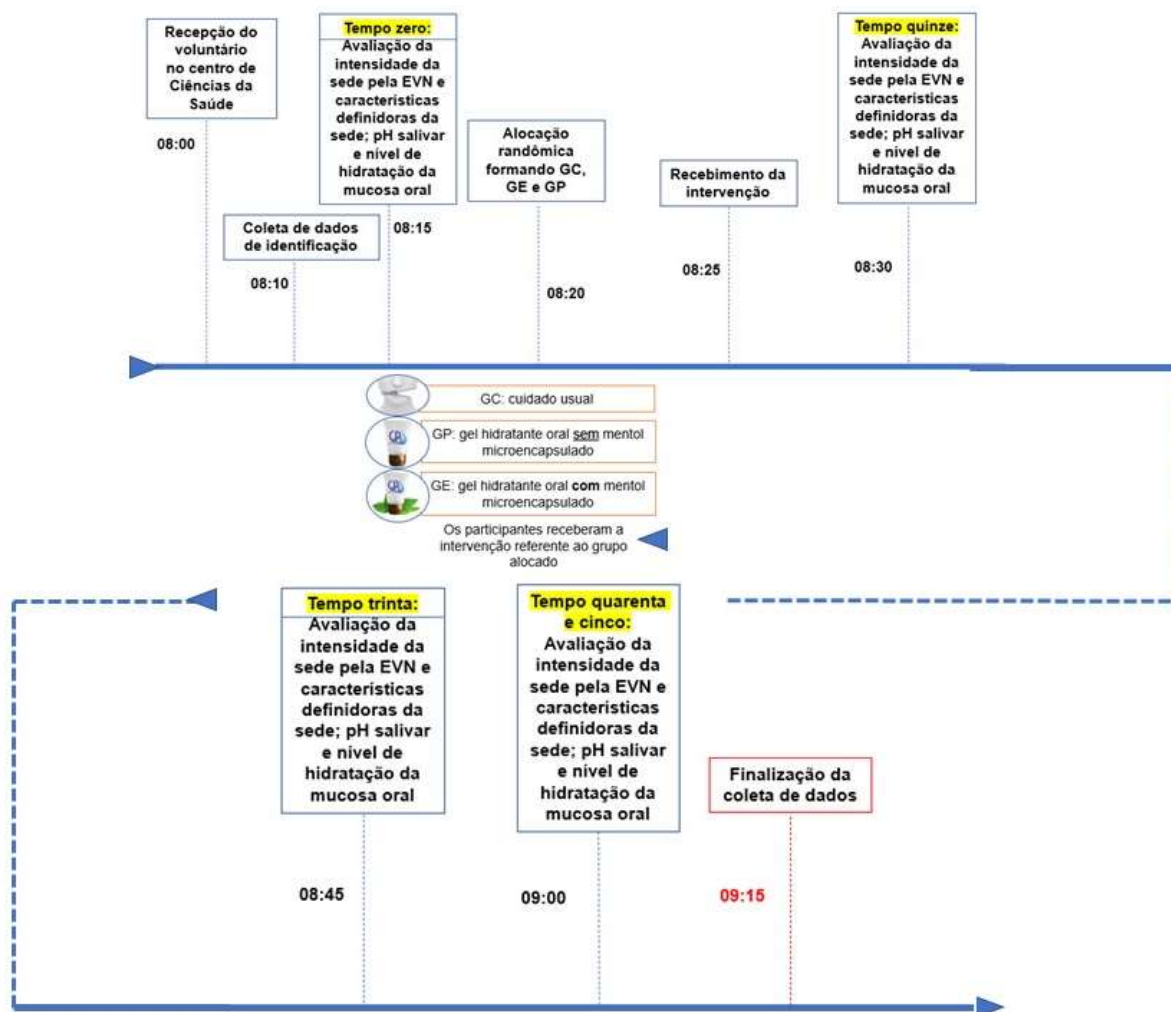 Recepção do
voluntário
no centro de
Ciências da
Saúde
08:00
Coleta de dados
de identificação
08:10
Tempo zero:
Avaliação da
intensidade da
sede pela EVN e
características
definidoras da
sede; pH salivar
e nível de
hidratação da
mucosa oral
08:15
Alocação
randômica
formando GC,
GE e GP
08:20
Recebimento da
intervenção
08:25
Tempo quinze:
Avaliação da
intensidade da
sede pela EVN e
características
definidoras da
sede; pH salivar
e nível de
hidratação da
mucosa oral
08:30
GC: cuidado usual
GP: gel hidratante oral sem mentol
microencapsulado
GE: gel hidratante oral com mentol
microencapsulado
Os participantes receberam a
intervenção referente ao grupo
alocado
Tempo trinta:
Avaliação da
intensidade da
sede pela EVN e
características
definidoras da
sede; pH salivar
e nível de
hidratação da
mucosa oral
08:45
Tempo quarenta
e cinco:
Avaliação da
intensidade da
sede pela EVN e
características
definidoras da
sede; pH salivar
e nível de
hidratação da
mucosa oral
09:00
Finalização da
coleta de dados
09:15